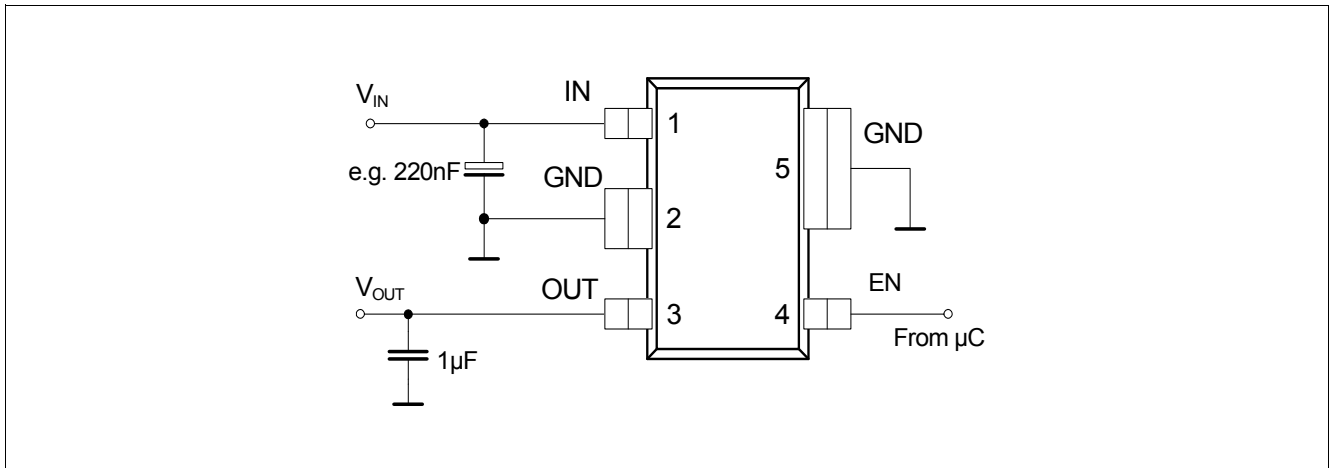 V_IN
IN
1
GND
5
e.g. 220nF
GND
2
V_OUT
OUT
EN
3
4
From µC
1µF